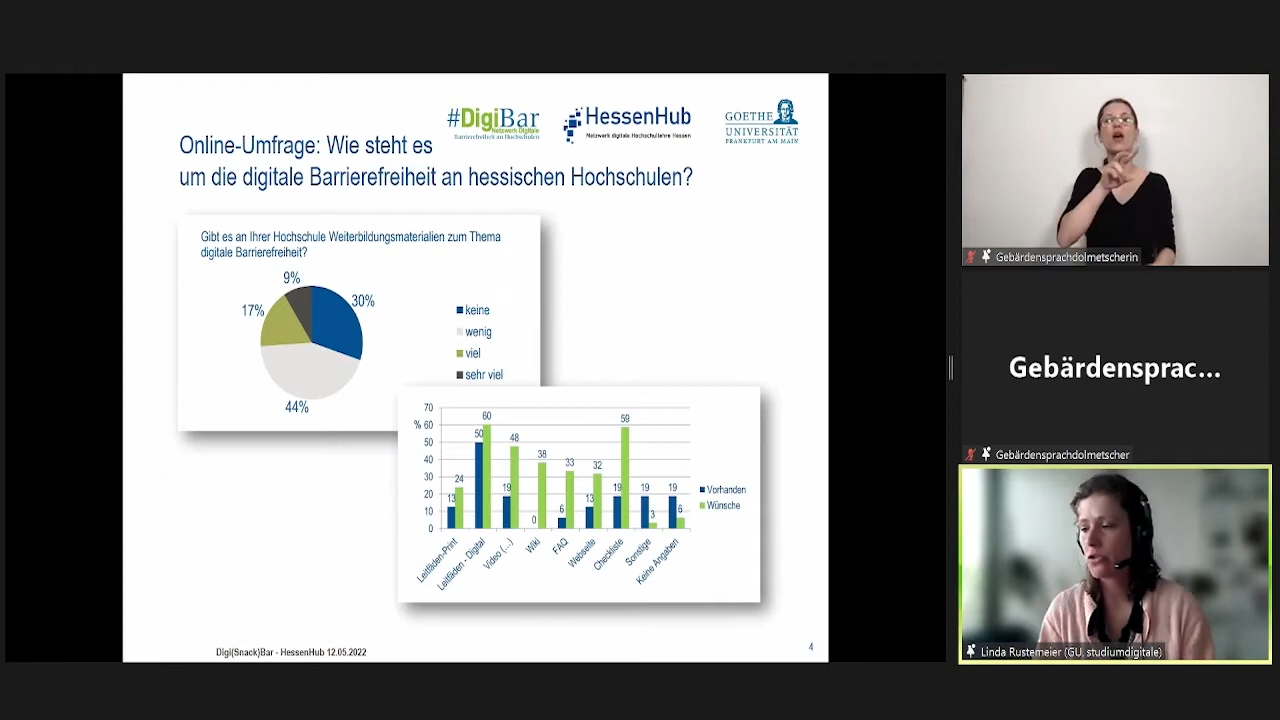 #DigiBar
Netzwerk Digitale
Barrierefreiheit an Hochschulen
HessenHub
Netzwerk digitale Hochschullehre Hessen
GOETHE
UNIVERSITÄT
FRANKFURT AM MAIN
Online-Umfrage: Wie steht es
um die digitale Barrierefreiheit an hessischen Hochschulen?
Gibt es an Ihrer Hochschule Weiterbildungsmaterialien zum Thema
digitale Barrierefreiheit?
9%
30%
17%
44%
keine
wenig
viel
sehr viel
70
% 60
50
40
30
20
10
0
13
24
50
60
19
48
0
38
6
33
13
32
19
59
19
3
19
6
Leitfäden-Print
Leitfäden - Digital
Video (...)
Wiki
FAQ
Webseite
Checkliste
Sonstige
Keine Angaben
Vorhanden
Wünsche
Digi(Snack)Bar - HessenHub 12.05.2022
4
Gebärdensprachdolmetscherin
Gebärdensprac...
Gebärdensprachdolmetscher
Linda Rustemeier (GU, studiumdigitale)